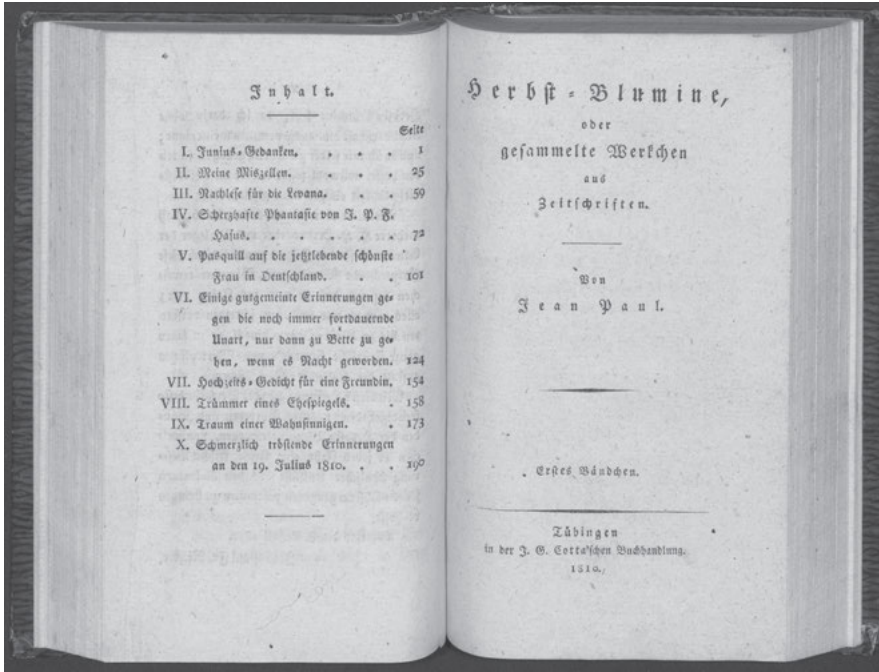 Inhalt.
Seite
I. Junius-Gedanken. . . . 1
II. Meine Miszellen. . . . 25
III. Nachlese für die Levana. . . 59
IV. Scherzhafte Phantasie von J. P. F.
Hasus. . . . . . . 72
V. Pasquill auf die jetztlebende schönste
Frau in Deutschland. . . 101
VI. Einige gutgemeinte Erinnerungen ge-
gen die noch immer fortdauernde
Unart, nur dann zu Bette zu ge-
hen, wenn es Nacht geworden. 124
VII. Hochzeits-Gedicht für eine Freundin. 154
VIII. Trümmer eines Ehespiegels. . 158
IX. Traum einer Wahnsinnigen. . 173
X. Schmerzlich tröstende Erinnerungen
an den 19. Julius 1810. . . 190
Herbst-Blumine,
oder
gesammelte Werkchen
aus
Zeitschriften.
Von
Jean Paul.
Erstes Bändchen.
Tübingen
in der J. G. Cotta'schen Buchhandlung.
1810.